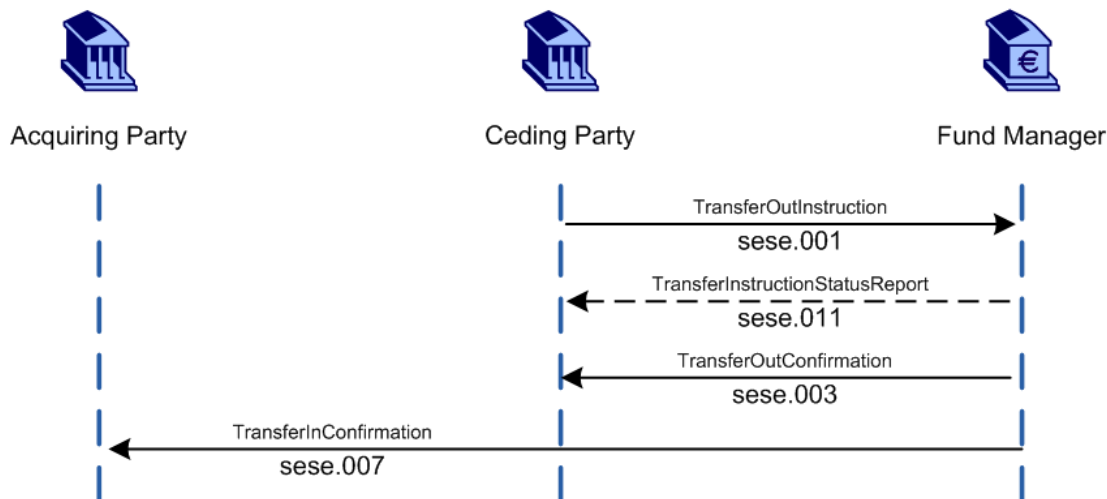 Acquiring Party
Ceding Party
€
Fund Manager
TransferOutInstruction
sese.001
TransferInstructionStatusReport
sese.011
TransferOutConfirmation
sese.003
TransferInConfirmation
sese.007